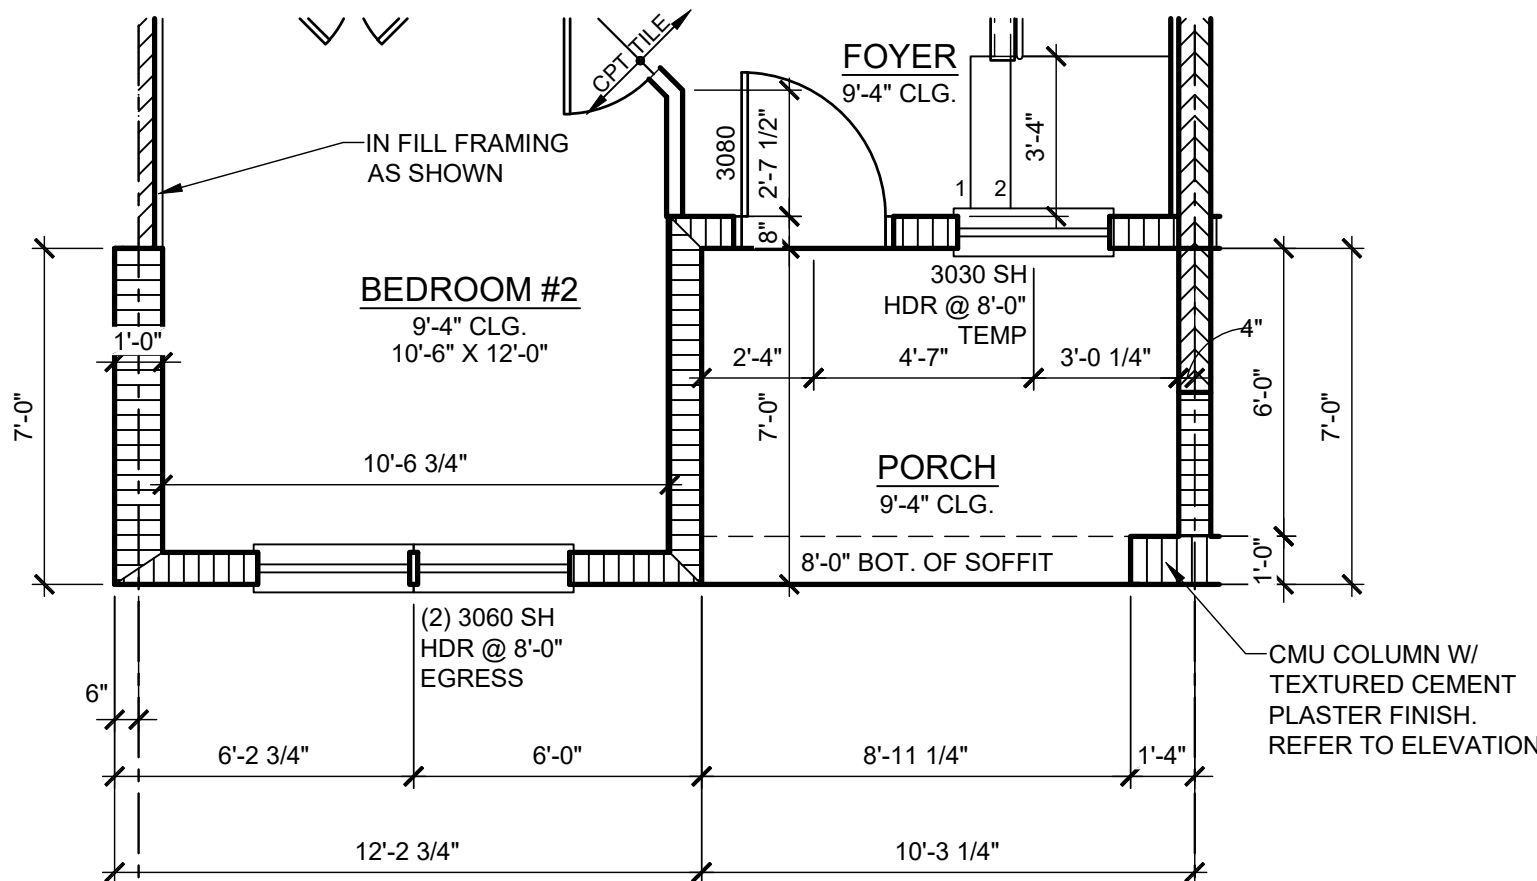 CPT TILE
FOYER
9'-4" CLG.
IN FILL FRAMING
AS SHOWN
3080
2'-7 1/2"
8"
3'-4"
1 2
BEDROOM #2
9'-4" CLG.
10'-6" X 12'-0"
3030 SH
HDR @ 8'-0"
TEMP
1'-0"
4"
2'-4"
4'-7"
3'-0 1/4"
7'-0"
7'-0"
6'-0"
7'-0"
10'-6 3/4"
PORCH
9'-4" CLG.
8'-0" BOT. OF SOFFIT
1'-0"
(2) 3060 SH
HDR @ 8'-0"
EGRESS
CMU COLUMN W/
TEXTURED CEMENT
PLASTER FINISH.
REFER TO ELEVATION
6"
6'-2 3/4"
6'-0"
8'-11 1/4"
1'-4"
12'-2 3/4"
10'-3 1/4"